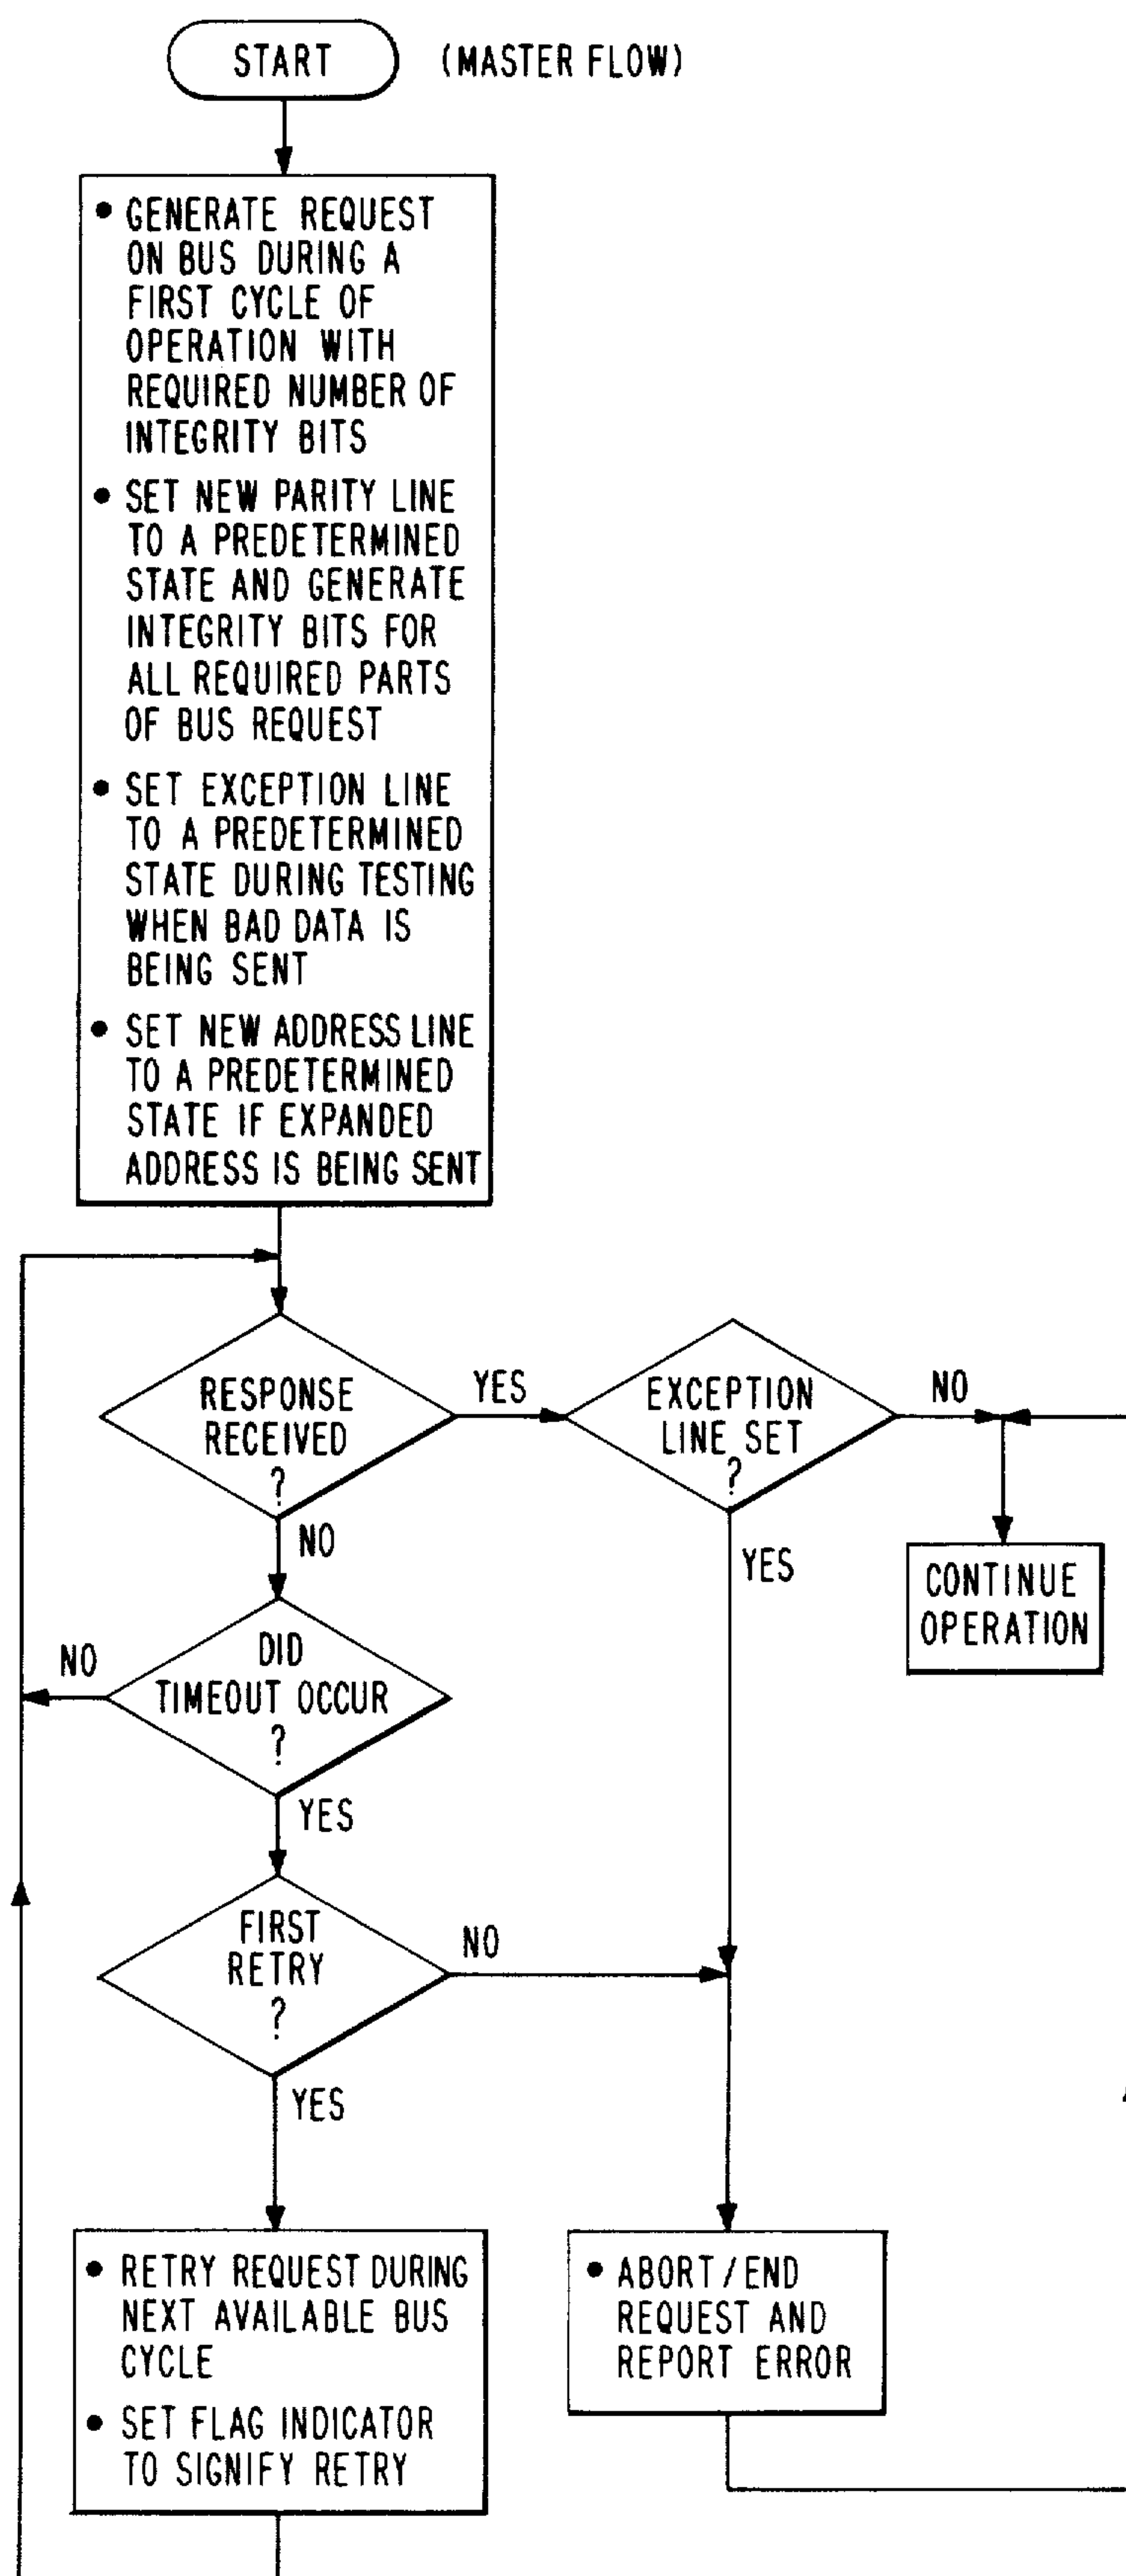 START (MASTER FLOW)
• GENERATE REQUEST
ON BUS DURING A
FIRST CYCLE OF
OPERATION WITH
REQUIRED NUMBER OF
INTEGRITY BITS
• SET NEW PARITY LINE
TO A PREDETERMINED
STATE AND GENERATE
INTEGRITY BITS FOR
ALL REQUIRED PARTS
OF BUS REQUEST
• SET EXCEPTION LINE
TO A PREDETERMINED
STATE DURING TESTING
WHEN BAD DATA IS
BEING SENT
• SET NEW ADDRESS LINE
TO A PREDETERMINED
STATE IF EXPANDED
ADDRESS IS BEING SENT
RESPONSE
RECEIVED
?
YES
EXCEPTION
LINE SET
?
NO
NO
YES
CONTINUE
OPERATION
DID
TIMEOUT OCCUR
?
NO
YES
FIRST
RETRY
?
NO
YES
• RETRY REQUEST DURING
NEXT AVAILABLE BUS
CYCLE
• SET FLAG INDICATOR
TO SIGNIFY RETRY
• ABORT/END
REQUEST AND
REPORT ERROR